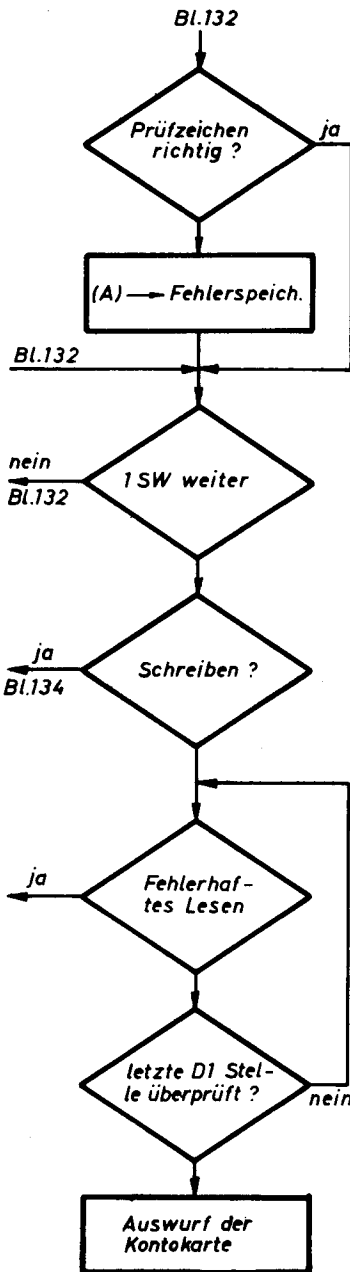 Bl.132
Prüfzeichen
richtig ?
ja
(A) → Fehlerspeich.
Bl.132
1 SW weiter
nein
Bl.132
Schreiben ?
ja
Bl.134
Fehlerhaf-
tes Lesen
ja
letzte D1 Stel-
le überprüft ?
nein
Auswurf der
Kontokarte